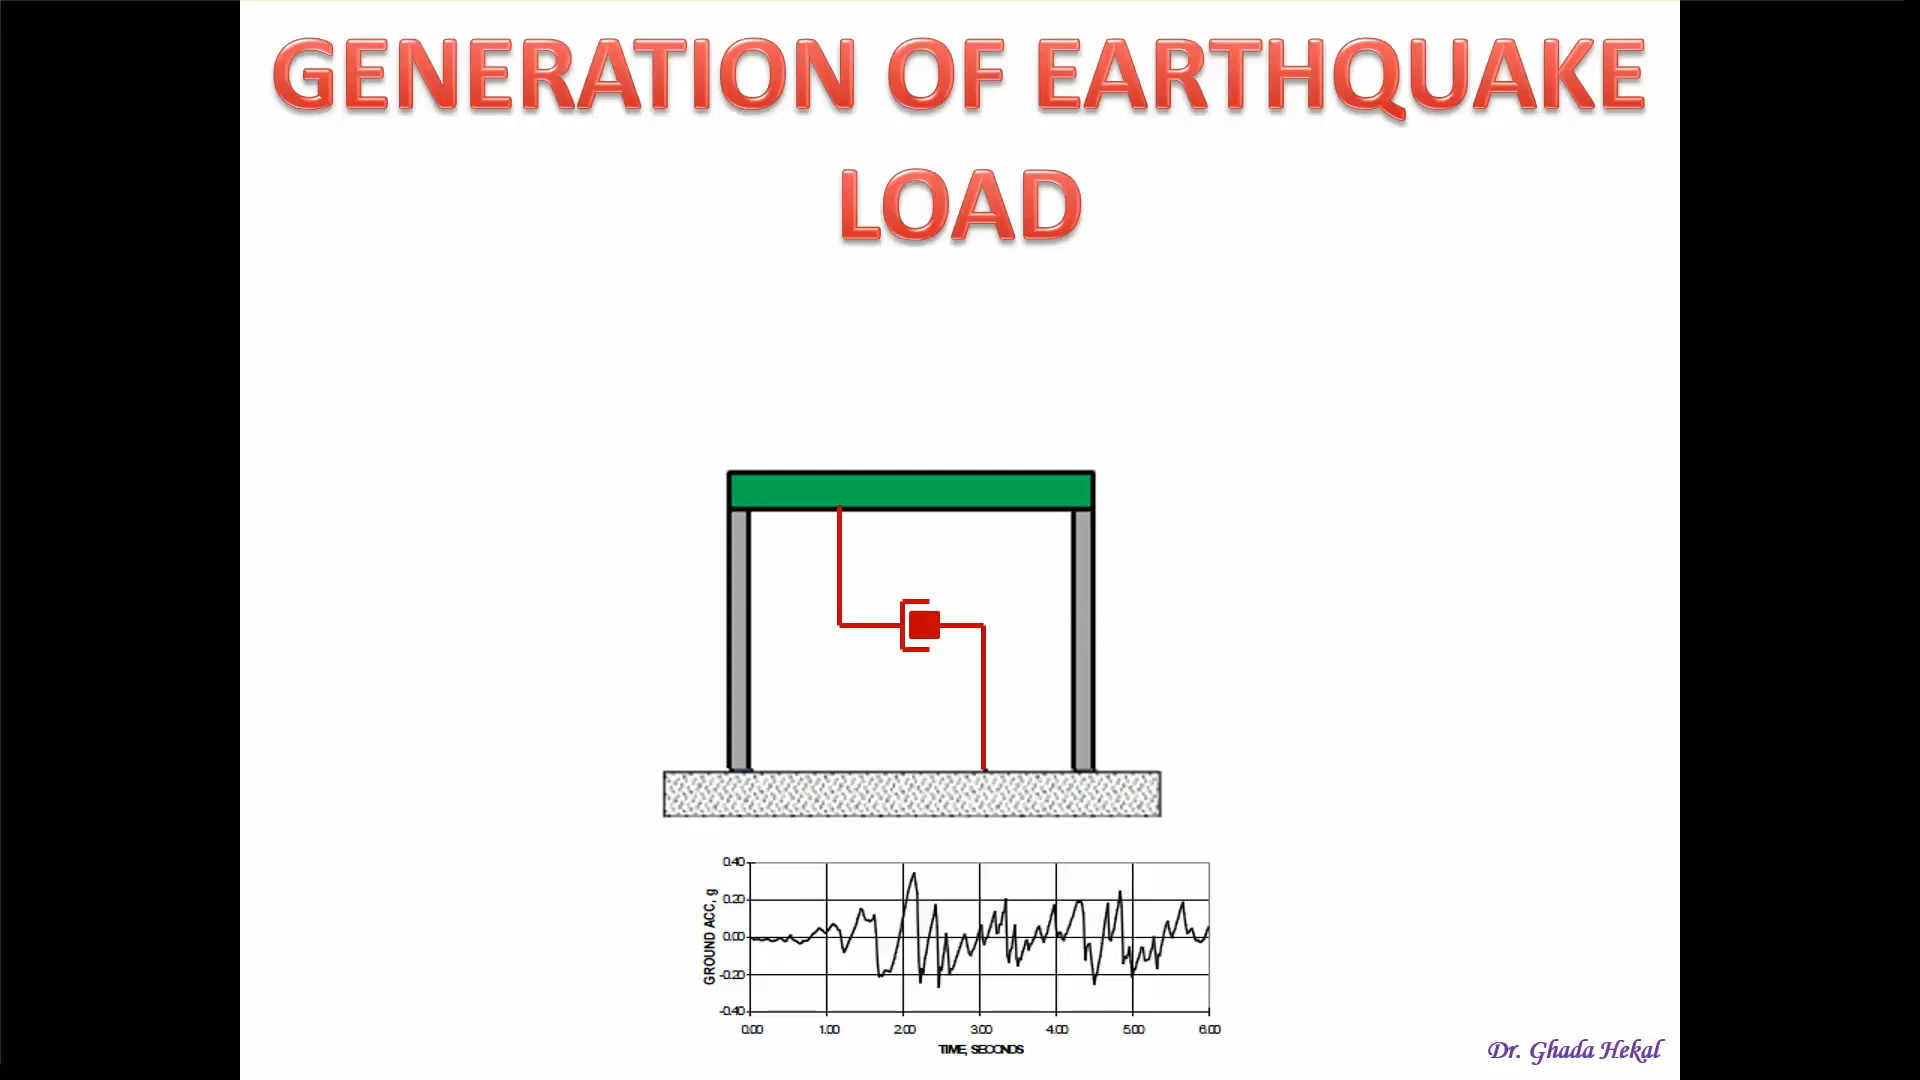 GENERATION OF EARTHQUAKE
LOAD
0.40
0.20
0.00
-0.20
-0.40
GROUND ACC, g
0.00 1.00 2.00 3.00 4.00 5.00 6.00
TIME, SECONDS
Dr. Ghada Hekal